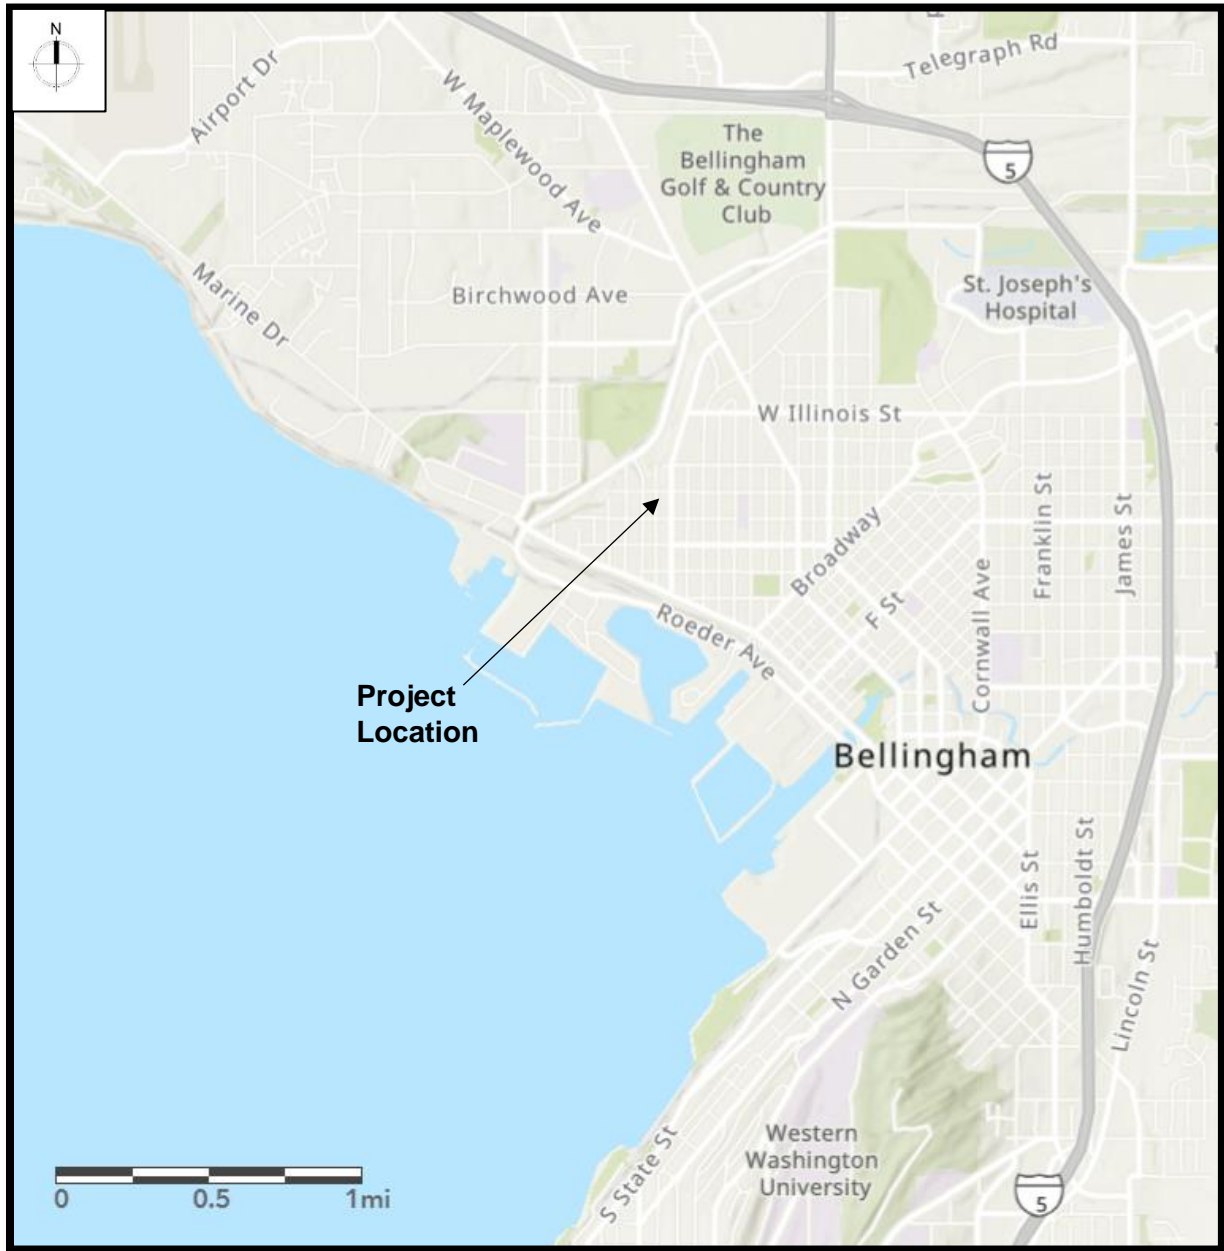 N
Airport Dr
W Maplewood Ave
Telegraph Rd
The
Bellingham
Golf & Country
Club
5
Marine Dr
Birchwood Ave
St. Joseph's
Hospital
W Illinois St
Broadway
F St
Franklin St
James St
Cornwall Ave
Roeder Ave
Project
Location
Bellingham
Ellis St
Humboldt St
N Garden St
Lincoln St
Western
Washington
University
S State St
5
0 0.5 1mi